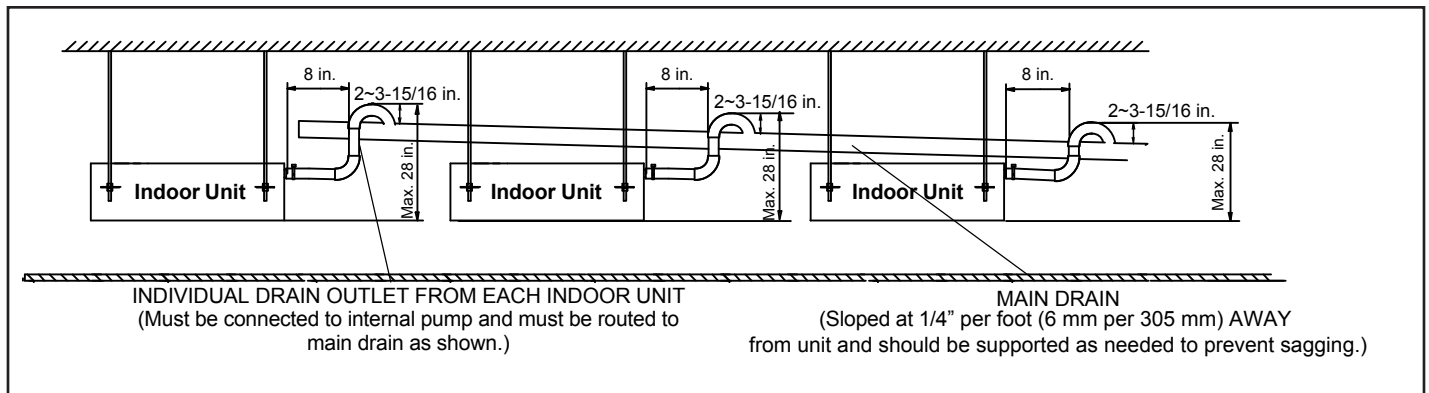 8 in.
8 in.
8 in.
2~3-15/16 in.
2~3-15/16 in.
2~3-15/16 in.
Max. 28 in.
Max. 28 in.
Max. 28 in.
Indoor Unit
Indoor Unit
Indoor Unit
INDIVIDUAL DRAIN OUTLET FROM EACH INDOOR UNIT
(Must be connected to internal pump and must be routed to
main drain as shown.)
MAIN DRAIN
(Sloped at 1/4” per foot (6 mm per 305 mm) AWAY
from unit and should be supported as needed to prevent sagging.)